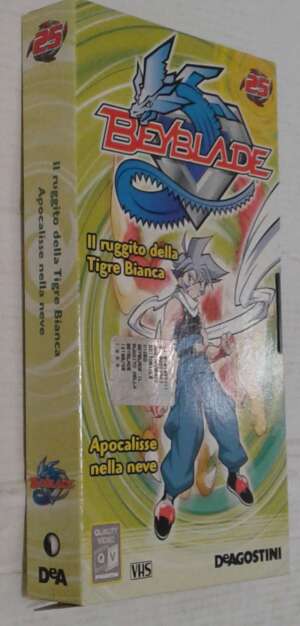 25
Il ruggito della Tigre Bianca
Apocalisse nella neve
BEYBLADE
DeA
25
BEYBLADE
Il ruggito della
Tigre Bianca
Apocalisse
nella neve
QUALITY
VIDEO
Q V
VHS
DEAGOSTINI